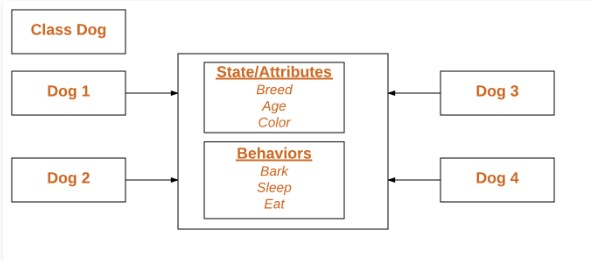 Class Dog
Dog 1
State/Attributes
Breed
Age
Color
Dog 3
Dog 2
Behaviors
Bark
Sleep
Eat
Dog 4